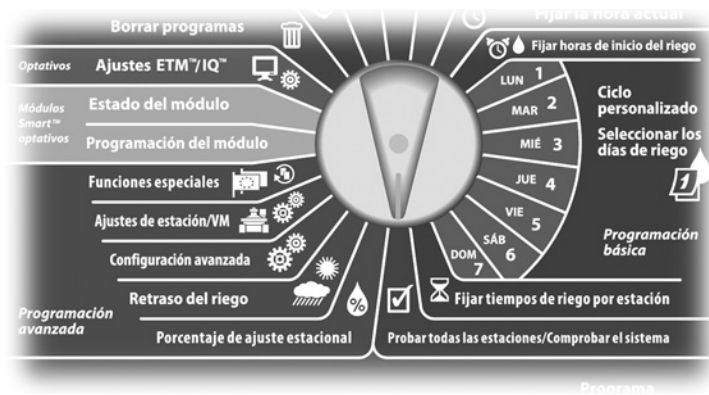 Borrar programas
Fijar la hora actual
Fijar horas de inicio del riego
Optativos
Ajustes ETM™/IQ™
LUN 1
MAR 2
MIÉ 3
JUE 4
VIE 5
SÁB 6
DOM 7
Ciclo
personalizado
Seleccionar los
días de riego
1
Módulos
Smart™
optativos
Estado del módulo
Programación del módulo
Funciones especiales
Ajustes de estación/VM
Configuración avanzada
Retraso del riego
Programación
básica
Programación
avanzada
%
Porcentaje de ajuste estacional
Fijar tiempos de riego por estación
Probar todas las estaciones/Comprobar el sistema
Programa